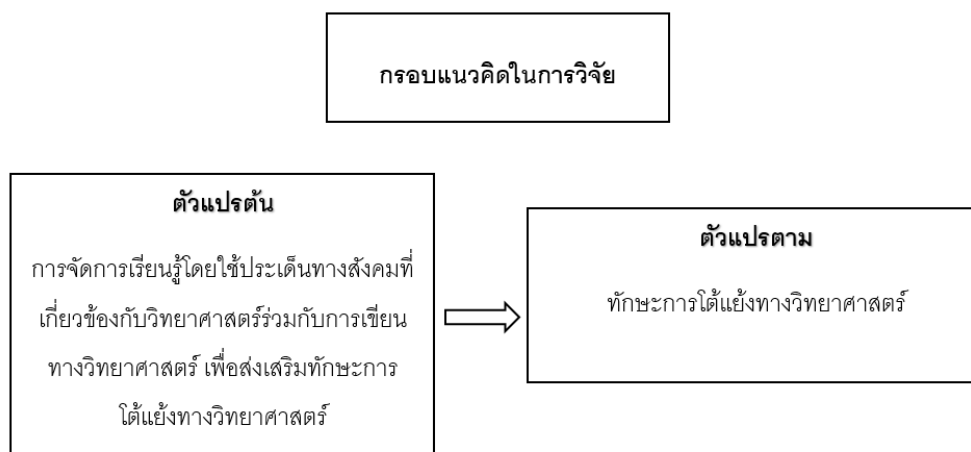 กรอบแนวคิดในการวิจัย
ตัวแปรต้น
การจัดการเรียนรู้โดยใช้ประเด็นทางสังคมที่
เกี่ยวข้องกับวิทยาศาสตร์ร่วมกับการเขียน
ทางวิทยาศาสตร์ เพื่อส่งเสริมทักษะการ
โต้แย้งทางวิทยาศาสตร์
ตัวแปรตาม
ทักษะการโต้แย้งทางวิทยาศาสตร์